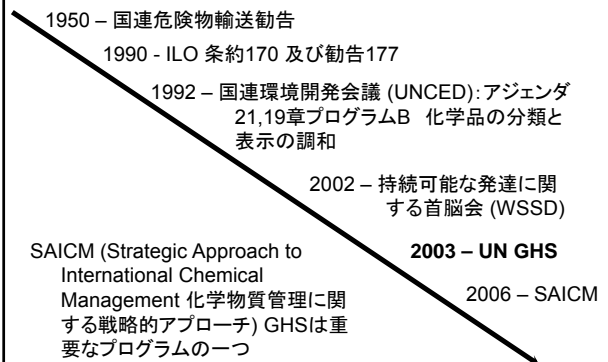 1950 – 国連危険物輸送勧告
1990 - ILO 条約170 及び勧告177
1992 – 国連環境開発会議 (UNCED)：アジェンダ
21,19章プログラムB 化学品の分類と
表示の調和
2002 – 持続可能な発達に関
する首脳会 (WSSD)
2003 – UN GHS
2006 – SAICM
SAICM (Strategic Approach to
International Chemical
Management 化学物質管理に関
する戦略的アプローチ) GHSは重
要なプログラムの一つ